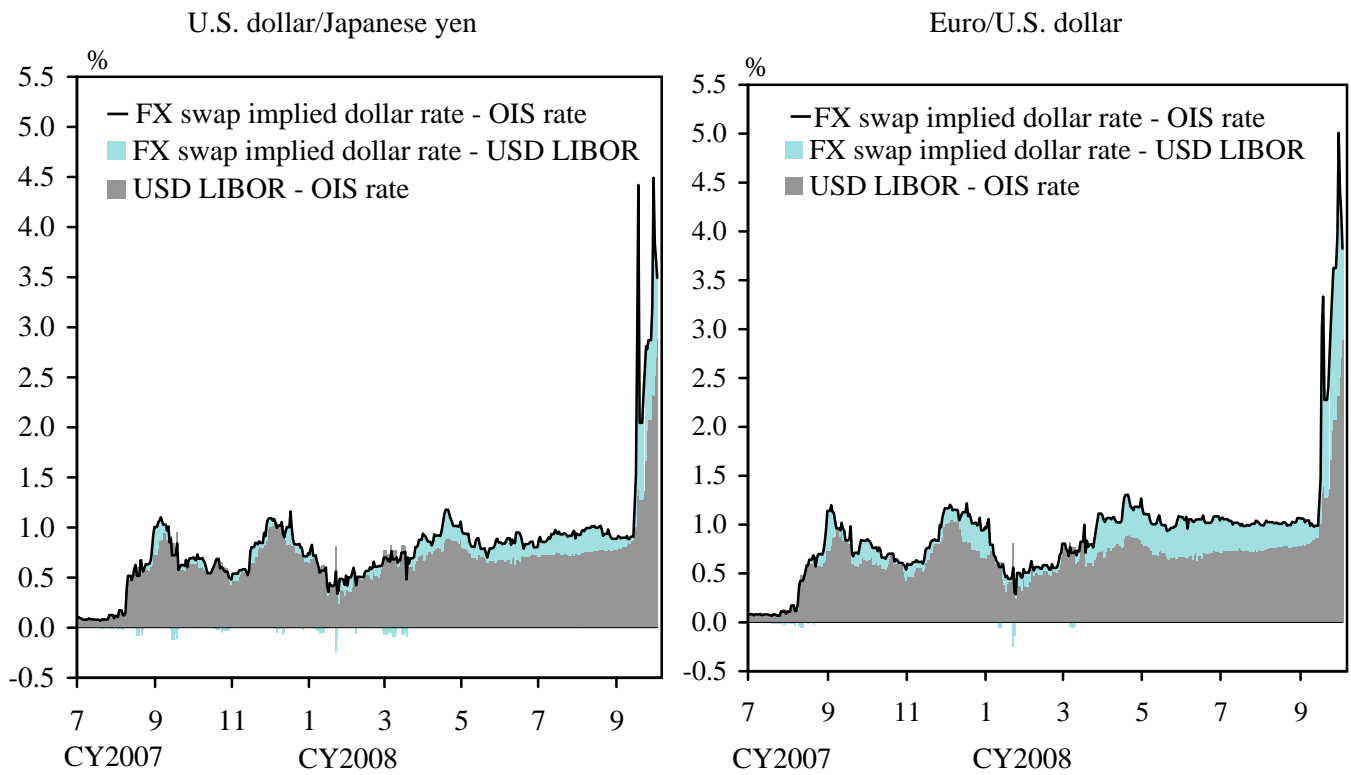 U.S. dollar/Japanese yen
%
5.5
5.0
4.5
4.0
3.5
3.0
2.5
2.0
1.5
1.0
0.5
0.0
-0.5
FX swap implied dollar rate - OIS rate
FX swap implied dollar rate - USD LIBOR
USD LIBOR - OIS rate
7 9 11 1 3 5 7 9
CY2007 CY2008
Euro/U.S. dollar
%
5.5
5.0
4.5
4.0
3.5
3.0
2.5
2.0
1.5
1.0
0.5
0.0
-0.5
FX swap implied dollar rate - OIS rate
FX swap implied dollar rate - USD LIBOR
USD LIBOR - OIS rate
7 9 11 1 3 5 7 9
CY2007 CY2008